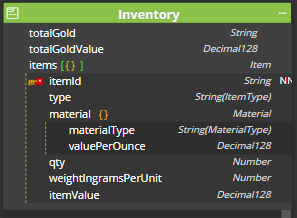 Inventory
totalGold String
totalGoldValue Decimal128
items [{} ] Item
itemId String NN
type String(ItemType)
material {} Material
materialType String(MaterialType)
valuePerOunce Decimal128
qty Number
weightIngramsPerUnit Number
itemValue Decimal128